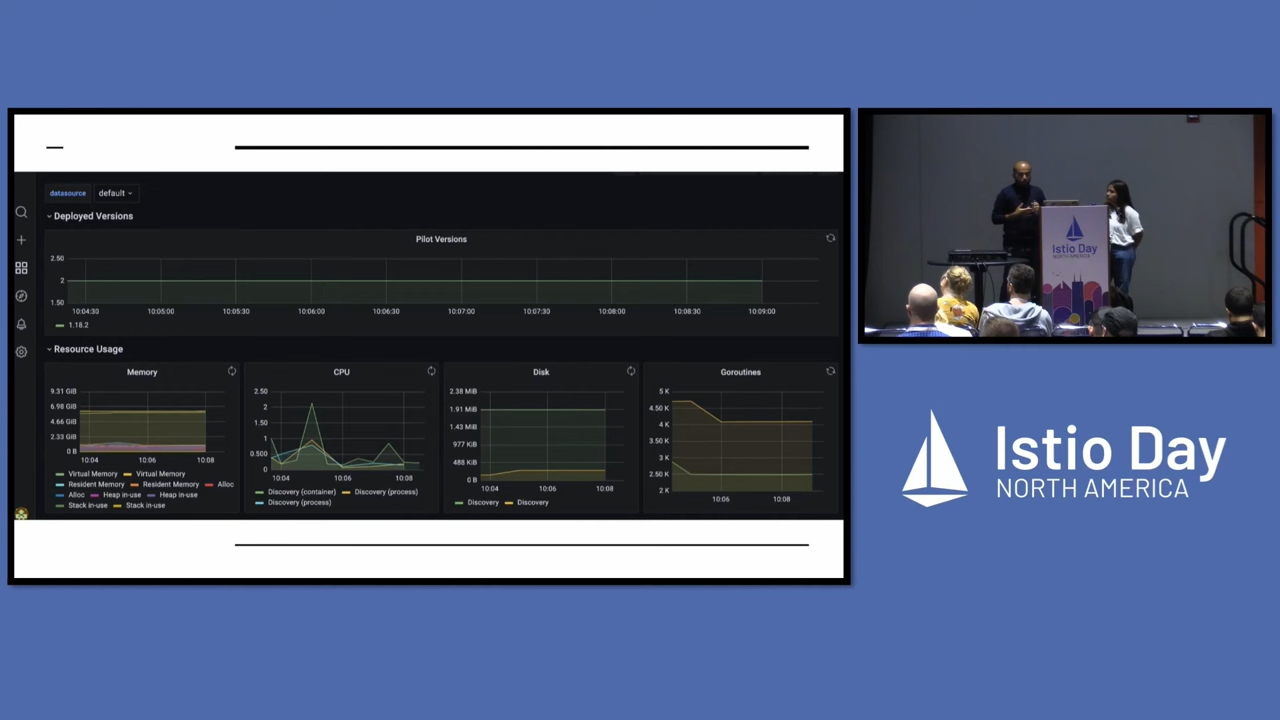 datasource default
Deployed Versions
Pilot Versions
2.50
2
1.50
10:04:30 10:05:00 10:05:30 10:06:00 10:06:30 10:07:00 10:07:30 10:08:00 10:08:30 10:09:00
1.18.2
Resource Usage
Memory
9.31 GiB
6.98 GiB
4.66 GiB
2.33 GiB
0 B
10:04 10:06 10:08
Virtual Memory Virtual Memory
Resident Memory Resident Memory Alloc
Alloc Heap in-use Heap in-use
Stack in-use Stack in-use
CPU
2.50
2
1.50
1
0.500
0
10:04 10:06 10:08
Discovery (container) Discovery (process)
Discovery (process)
Disk
2.38 MiB
1.91 MiB
1.43 MiB
977 KiB
488 KiB
0 B
10:04 10:06 10:08
Discovery Discovery
Goroutines
5 K
4.50 K
4 K
3.50 K
3 K
2.50 K
2 K
10:06 10:08
Istio Day
NORTH AMERICA
Istio Day
NORTH AMERICA